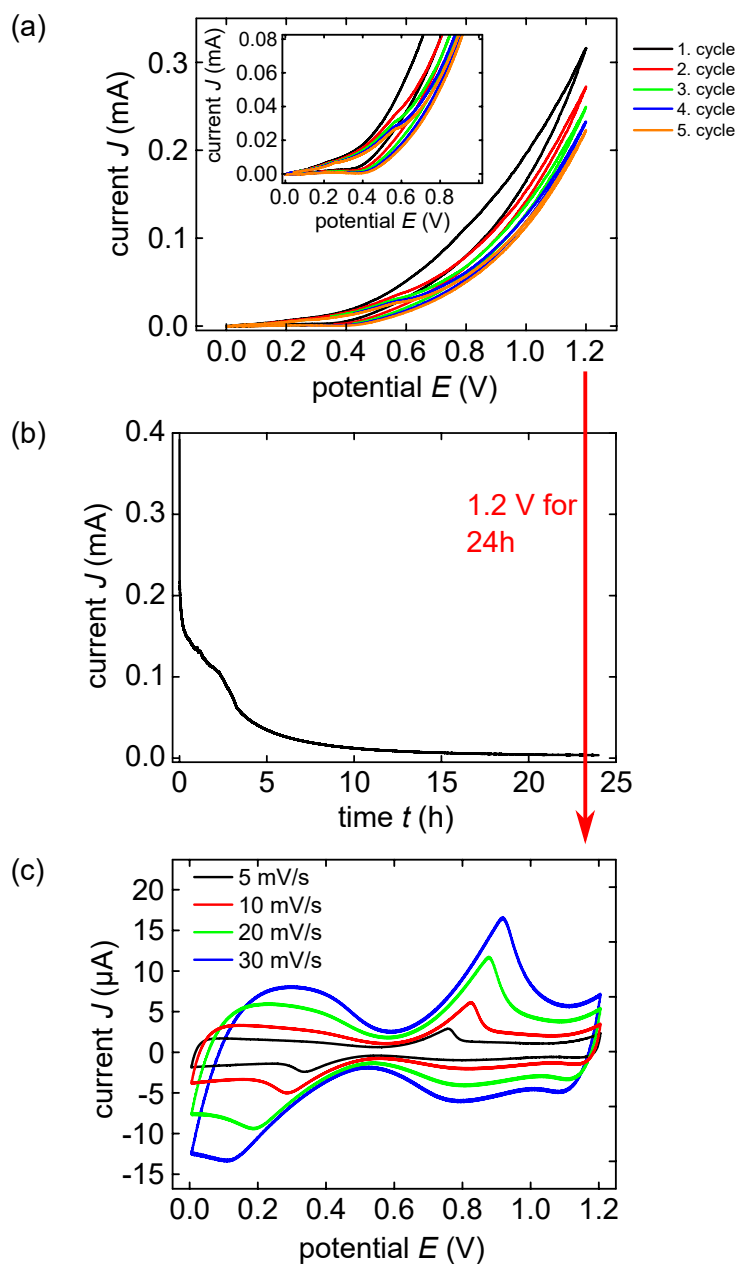 (a)
current J (mA)
0.3
0.2
0.1
0.0
0.0 0.2 0.4 0.6 0.8 1.0 1.2
potential E (V)
current J (mA)
0.08
0.06
0.04
0.02
0.00
0.0 0.2 0.4 0.6 0.8
potential E (V)
1. cycle
2. cycle
3. cycle
4. cycle
5. cycle
(b)
current J (mA)
0.4
0.3
0.2
0.1
0.0
0 5 10 15 20 25
time t (h)
1.2 V for
24h
(c)
current J (µA)
20
15
10
5
0
-5
-10
-15
5 mV/s
10 mV/s
20 mV/s
30 mV/s
0.0 0.2 0.4 0.6 0.8 1.0 1.2
potential E (V)